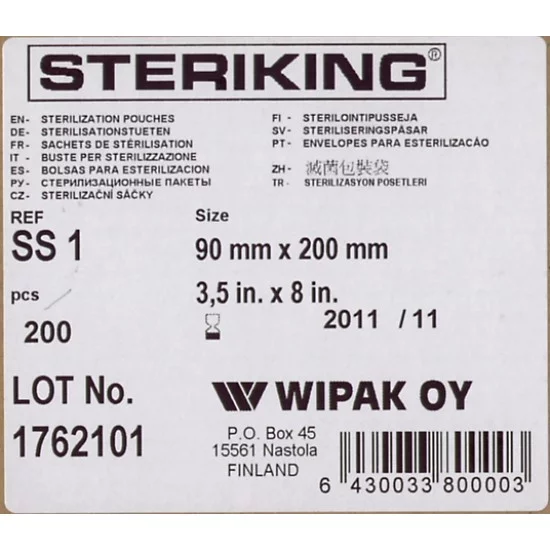 STERIKING®
EN- STERILIZATION POUCHES
DE- STERILISATIONSTUETEN
FR - SACHETS DE STÉRILISATION
IT - BUSTE PER STERILIZZAZIONE
ES- BOLSAS PARA ESTERILIZACION
РУ- СТЕРИЛИЗАЦИОННЫЕ ПАКЕТЫ
CZ- STERILIZAČNÍ SÁČKY
FI - STERILOINTIPUSSEJA
SV- STERILISERINGSPÅSAR
PT - ENVELOPES PARA ESTERILIZACÃO
ZH- 滅菌包裝袋
TR - STERILIZASYON POSETLERI
REF
SS 1
Size
90 mm x 200 mm
pcs
200
3,5 in. x 8 in.
2011 / 11
LOT No.
1762101
WIPAK OY
P.O. Box 45
15561 Nastola
FINLAND
6 430033 800003